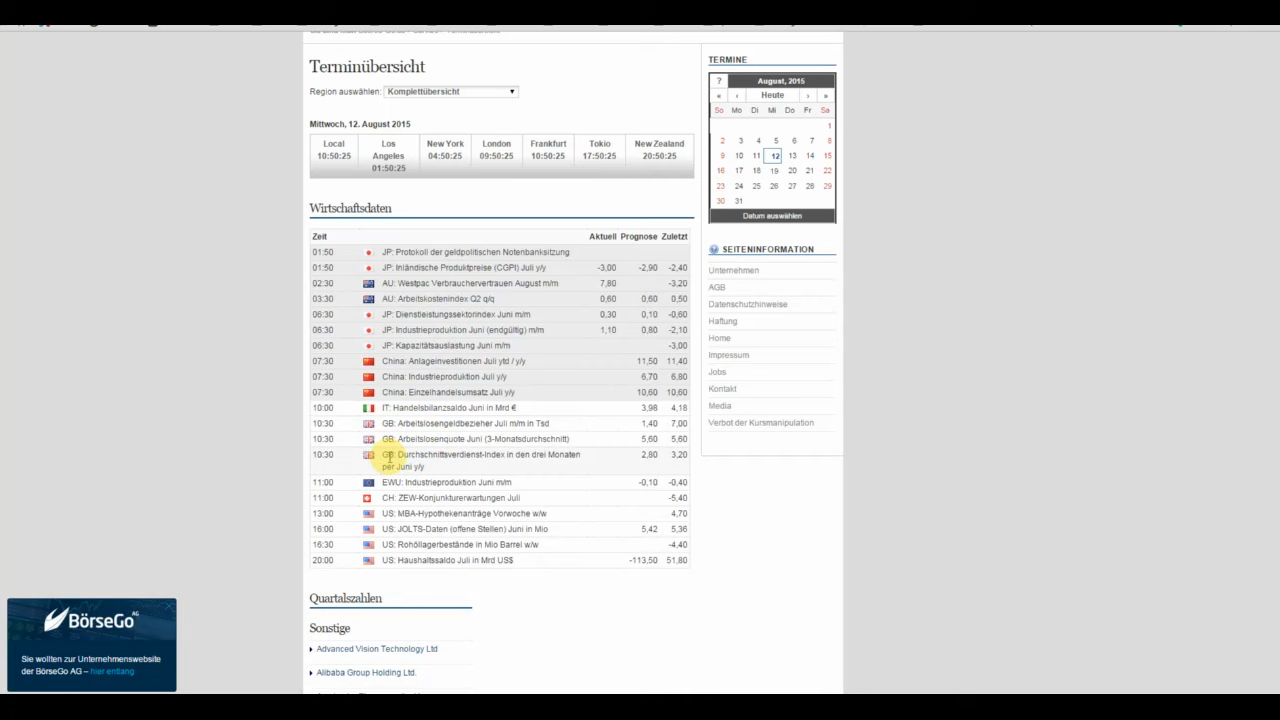 Terminübersicht
Region auswählen: Komplettübersicht
Mittwoch, 12. August 2015
Local Los Angeles New York London Frankfurt Tokio New Zealand
10:50:25 01:50:25 04:50:25 09:50:25 10:50:25 17:50:25 20:50:25
Wirtschaftsdaten
Zeit Aktuell Prognose Zuletzt
01:50 JP: Protokoll der geldpolitischen Notenbanksitzung
01:50 JP: Inländische Produktpreise (CGPI) Juli y/y -3,00 -2,90 -2,40
02:30 AU: Westpac Verbrauchervertrauen August m/m 7,80 -3,20
03:30 AU: Arbeitskostenindex Q2 q/q 0,60 0,60 0,50
06:30 JP: Dienstleistungssektorindex Juni m/m 0,30 0,10 -0,60
06:30 JP: Industrieproduktion Juni (endgültig) m/m 1,10 0,80 -2,10
06:30 JP: Kapazitätsauslastung Juni m/m -3,00
07:30 China: Anlageinvestitionen Juli ytd / y/y 11,50 11,40
07:30 China: Industrieproduktion Juli y/y 6,70 6,80
07:30 China: Einzelhandelsumsatz Juli y/y 10,60 10,60
10:00 IT: Handelsbilanzsaldo Juni in Mrd € 3,98 4,18
10:30 GB: Arbeitslosengeldbezieher Juli m/m in Tsd 1,40 7,00
10:30 GB: Arbeitslosenquote Juni (3-Monatsdurchschnitt) 5,60 5,60
10:30 GB: Durchschnittsverdienst-Index in den drei Monaten 2,80 3,20
per Juni y/y
11:00 EWU: Industrieproduktion Juni m/m -0,10 -0,40
11:00 CH: ZEW-Konjunkturerwartungen Juli -5,40
13:00 US: MBA-Hypothekenanträge Vorwoche w/w 4,70
16:00 US: JOLTS-Daten (offene Stellen) Juni in Mio 5,42 5,36
16:30 US: Rohöllagerbestände in Mio Barrel w/w -4,40
20:00 US: Haushaltssaldo Juli in Mrd US$ -113,50 51,80
Quartalszahlen
Sonstige
Advanced Vision Technology Ltd
Alibaba Group Holding Ltd.
TERMINE
? August, 2015
« ‹ Heute › »
So Mo Di Mi Do Fr Sa
1
2 3 4 5 6 7 8
9 10 11 12 13 14 15
16 17 18 19 20 21 22
23 24 25 26 27 28 29
30 31
Datum auswählen
SEITENINFORMATION
Unternehmen
AGB
Datenschutzhinweise
Haftung
Home
Impressum
Jobs
Kontakt
Media
Verbot der Kursmanipulation
BörseGo AG
Sie wollten zur Unternehmenswebsite
der BörseGo AG – hier entlang